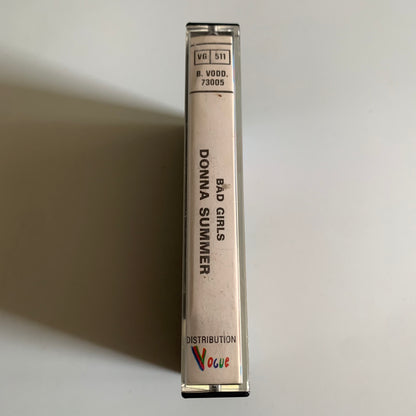 VG 511
B. VODD.
73005
BAD GIRLS
DONNA SUMMER
DISTRIBUTION
VOGUE